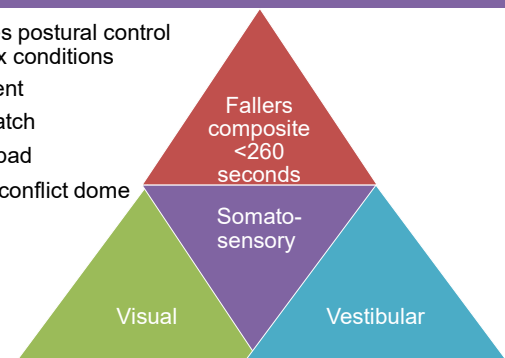 s postural control
x conditions
ent
atch
oad
conflict dome
Fallers
composite
<260
seconds
Somato-
sensory
Visual
Vestibular